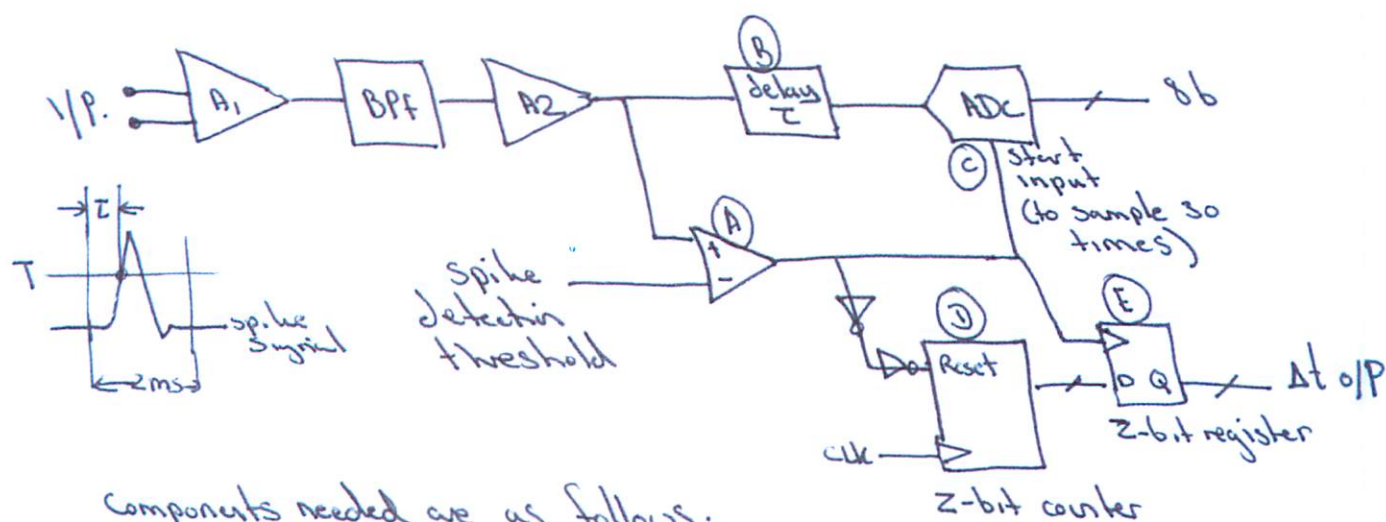 I/P.
A1
BPF
A2
B
delay
τ
ADC
8b
C
start
input
(to sample 30
times)
τ
T
spike
signal
2ms
A
+
-
spike
detectin
threshold
D
Reset
CLK
2-bit counter
E
D Q
Δt O/P
2-bit register
Components needed are as follows: